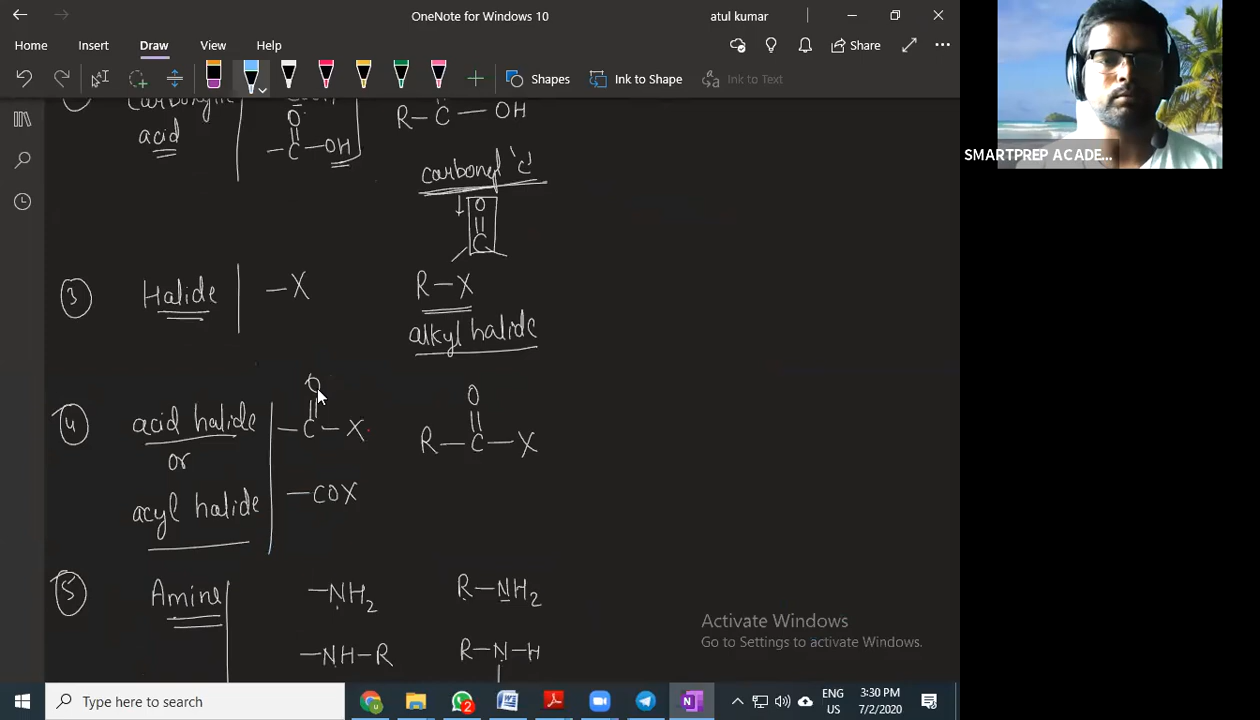 OneNote for Windows 10
atul kumar
Home Insert Draw View Help
Share
Shapes
Ink to Shape
Ink to Text
SMARTPREP ACADE...
acid
O
-C-OH
R-C-OH
carbonyl 'c'
O
C
3 Halide -X R-X
alkyl halide
4 acid halide
O
-C-X
O
R-C-X
or
acyl halide
-COX
5 Amine -NH2 R-NH2
-NH-R R-N-H
Activate Windows
Go to Settings to activate Windows.
Type here to search
2
ENG
US
3:30 PM
7/2/2020